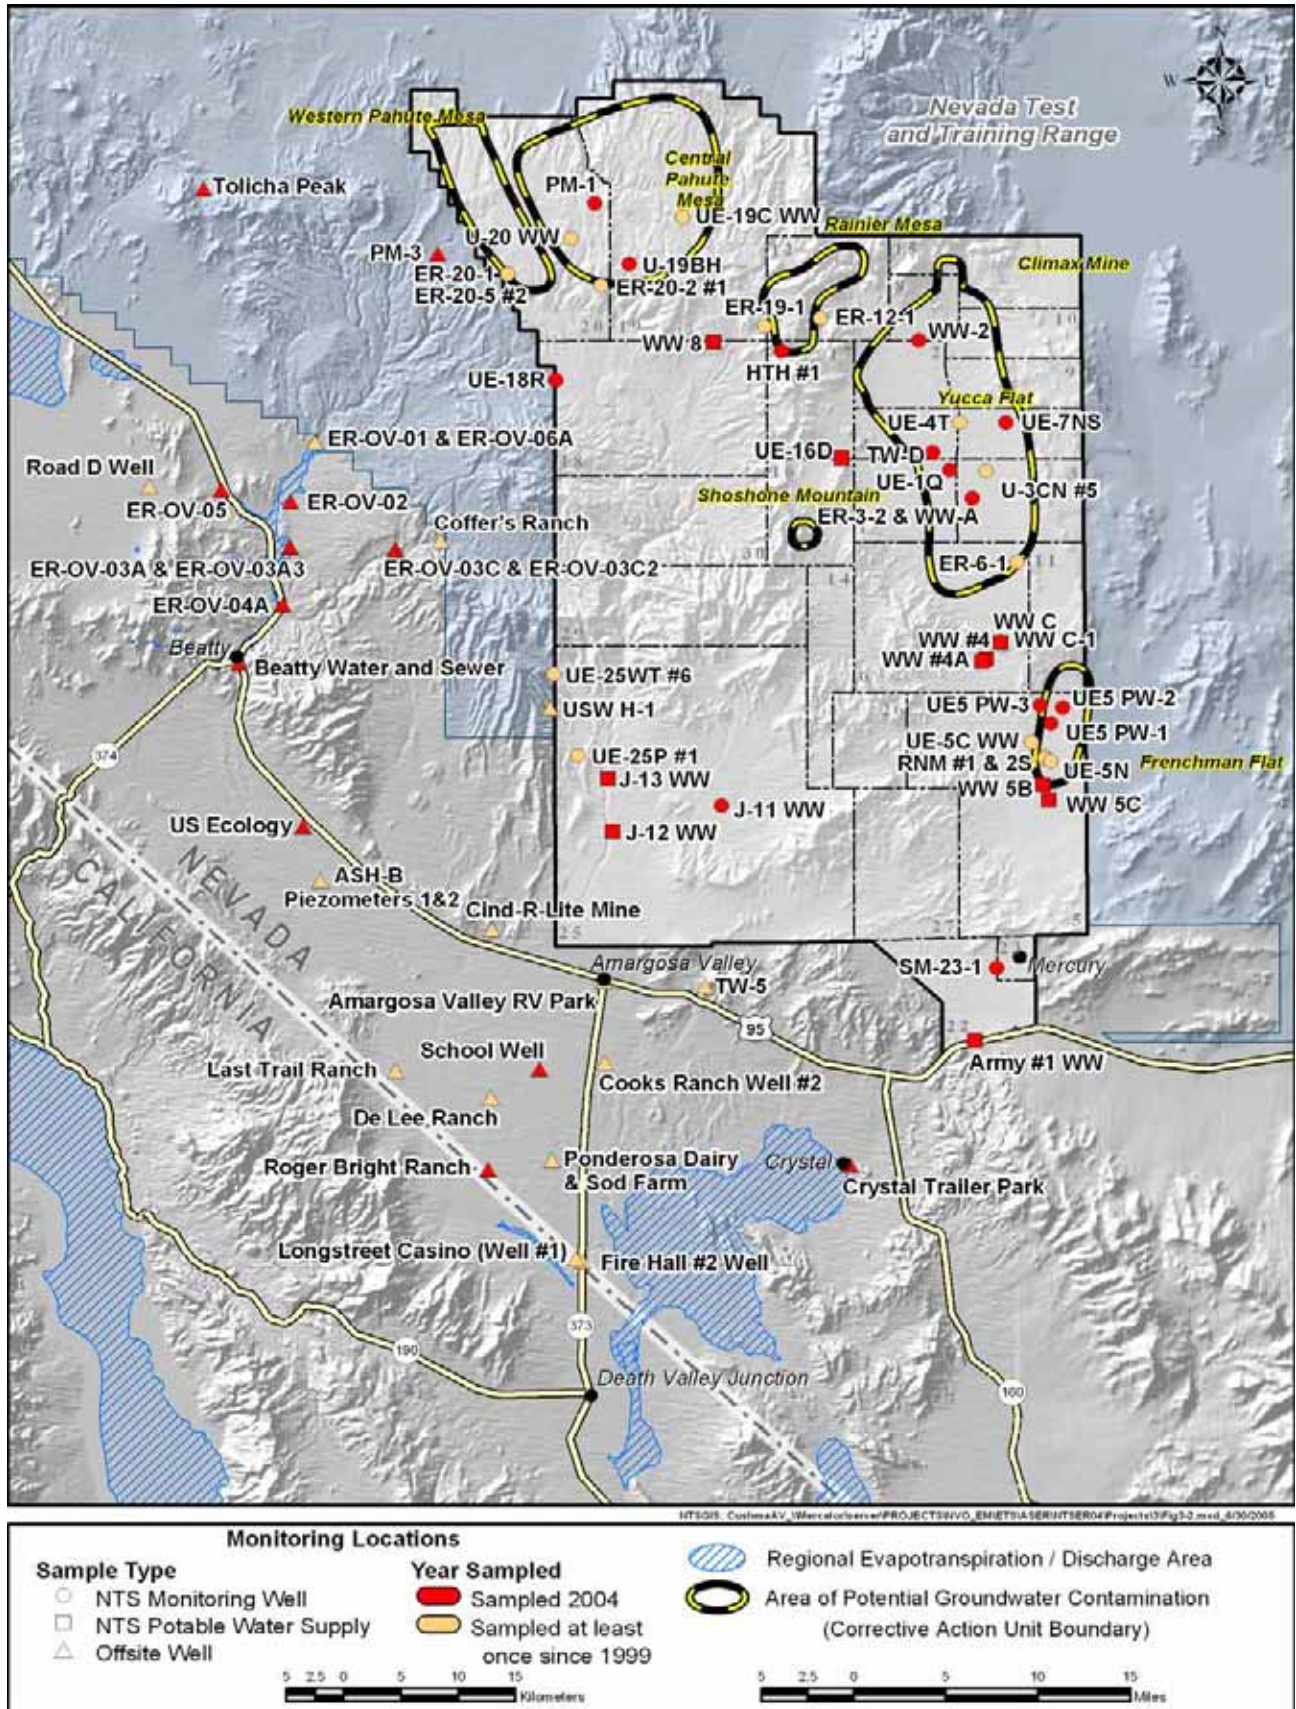 N
W
E
S
Nevada Test
and Training Range
Western Pahute Mesa
Central
Pahute
Mesa
Tolicha Peak
PM-1
UE-19C WW
Rainier Mesa
U-20 WW
PM-3
U-19BH
Climax Mine
ER-20-1
ER-20-5 #2
ER-20-2 #1
ER-19-1
ER-12-1
20 19
10
WW 8
WW-2
HTH #1
UE-18R
9
Yucca Flat
UE-4T
UE-7NS
ER-OV-01 & ER-OV-06A
Road D Well
UE-16D
TW-D
18
UE-1Q
U-3CN #5
ER-OV-05
ER-OV-02
Shoshone Mountain
Coffer's Ranch
ER-3-2 & WW-A
ER-OV-03A & ER-OV-03A3
ER-OV-03C & ER-OV-03C2
30
14
ER-6-1
11
ER-OV-04A
Beatty
WW C
WW #4
WW C-1
WW #4A
Beatty Water and Sewer
UE-25WT #6
USW H-1
UE5 PW-3
UE5 PW-2
UE5 PW-1
UE-5C WW
374
UE-25P #1
RNM #1 & 2S
UE-5N
Frenchman Flat
J-13 WW
WW 5B
WW 5C
J-11 WW
US Ecology
J-12 WW
NEVADA
CALIFORNIA
ASH-B
Piezometers 1&2
Cind-R-Lite Mine
25
27
5
Amargosa Valley
SM-23-1
Mercury
Amargosa Valley RV Park
TW-5
95
22
School Well
Army #1 WW
Last Trail Ranch
Cooks Ranch Well #2
De Lee Ranch
Roger Bright Ranch
Ponderosa Dairy
& Sod Farm
Crystal
Crystal Trailer Park
Longstreet Casino (Well #1)
Fire Hall #2 Well
373
190
Death Valley Junction
160
Monitoring Locations
Sample Type
NTS Monitoring Well
NTS Potable Water Supply
Offsite Well
Year Sampled
Sampled 2004
Sampled at least
once since 1999
Regional Evapotranspiration / Discharge Area
Area of Potential Groundwater Contamination
(Corrective Action Unit Boundary)
5 2.5 0 5 10 15
Kilometers
5 2.5 0 5 10 15
Miles